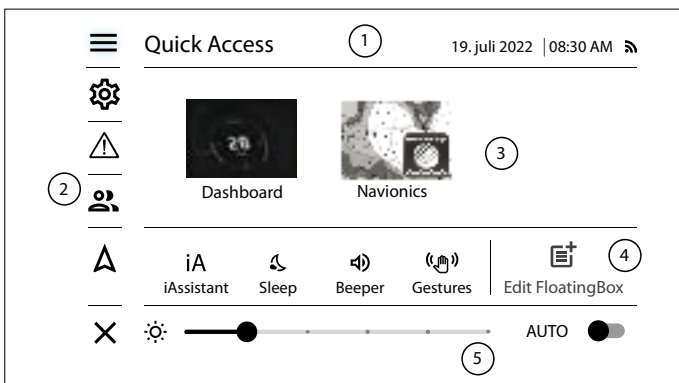 Quick Access
1
19. juli 2022 | 08:30 AM
Dashboard
Navionics
3
2
4
iA
iAssistant
Sleep
Beeper
Gestures
Edit FloatingBox
AUTO
5